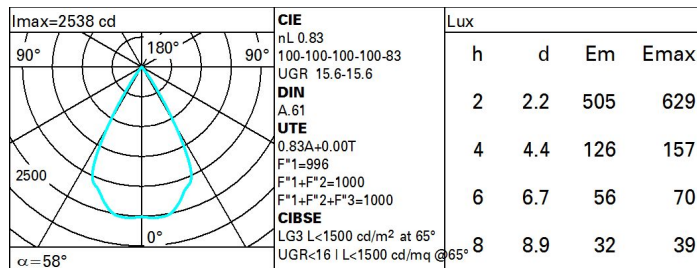 Imax=2538 cd
90° 180° 90°
2500
0°
α=58°
CIE
nL 0.83
100-100-100-100-83
UGR 15.6-15.6
DIN
A.61
UTE
0.83A+0.00T
F"1=996
F"1+F"2=1000
F"1+F"2+F"3=1000
CIBSE
LG3 L<1500 cd/m² at 65°
UGR<16 | L<1500 cd/mq @65°
Lux
h d Em Emax
2 2.2 505 629
4 4.4 126 157
6 6.7 56 70
8 8.9 32 39